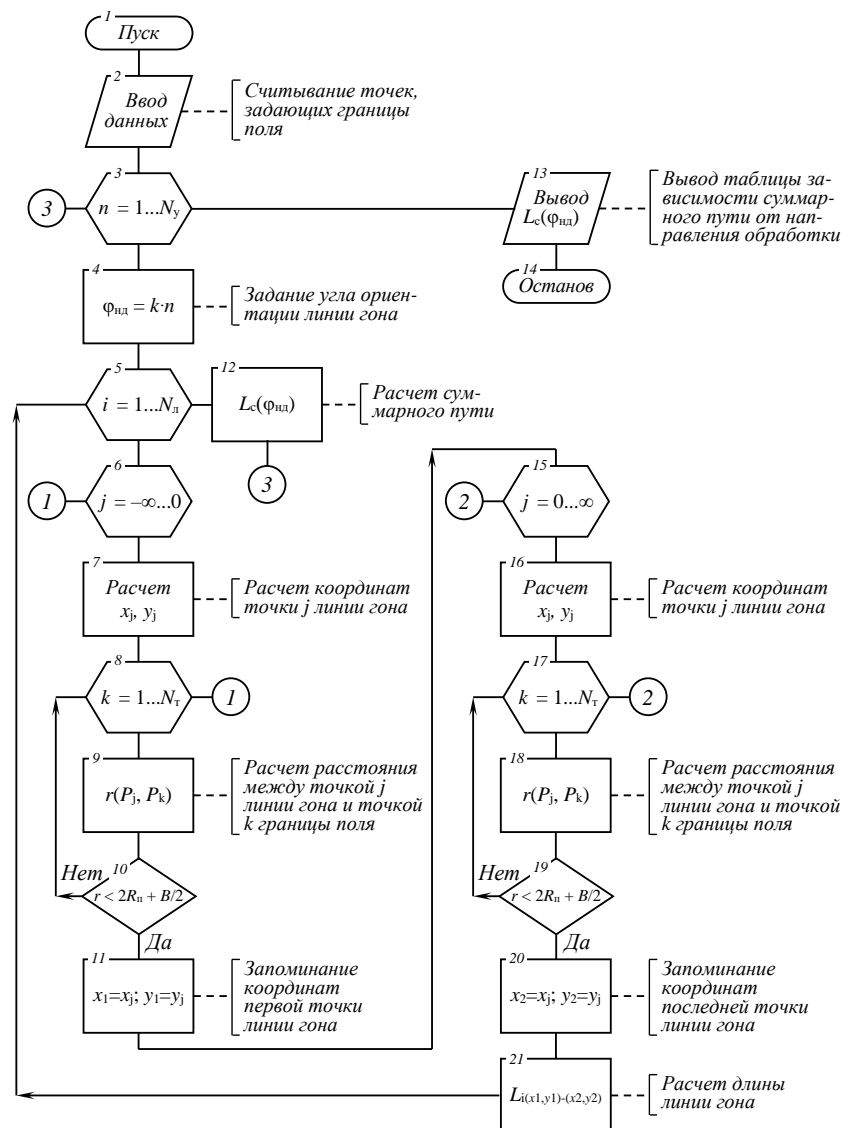 1
Пуск
2
Ввод
данных
Считывание точек,
задающих границы
поля
3
3
n = 1...Nу
13
Вывод
Lс(φнд)
Вывод таблицы за-
висимости суммар-
ного пути от нап-
равления обработки
14
Останов
4
φнд = k·n
Задание угла ориен-
тации линии гона
5
i = 1...Nл
12
Lс(φнд)
Расчет сум-
марного пути
3
6
1
j = –∞...0
15
2
j = 0...∞
7
Расчет
xj, yj
Расчет координат
точки j линии гона
16
Расчет
xj, yj
Расчет координат
точки j линии гона
8
k = 1...Nт
1
17
k = 1...Nт
2
9
r(Pj, Pk)
Расчет расстояния
между точкой j
линии гона и точкой
k границы поля
18
r(Pj, Pk)
Расчет расстояния
между точкой j
линии гона и точкой
k границы поля
10
Нет
r < 2Rп + B/2
Да
19
Нет
r < 2Rп + B/2
Да
11
x1=xj; y1=yj
Запоминание
координат
первой точки
линии гона
20
x2=xj; y2=yj
Запоминание
координат
последней точки
линии гона
21
Li(x1,y1)-(x2,y2)
Расчет длины
линии гона